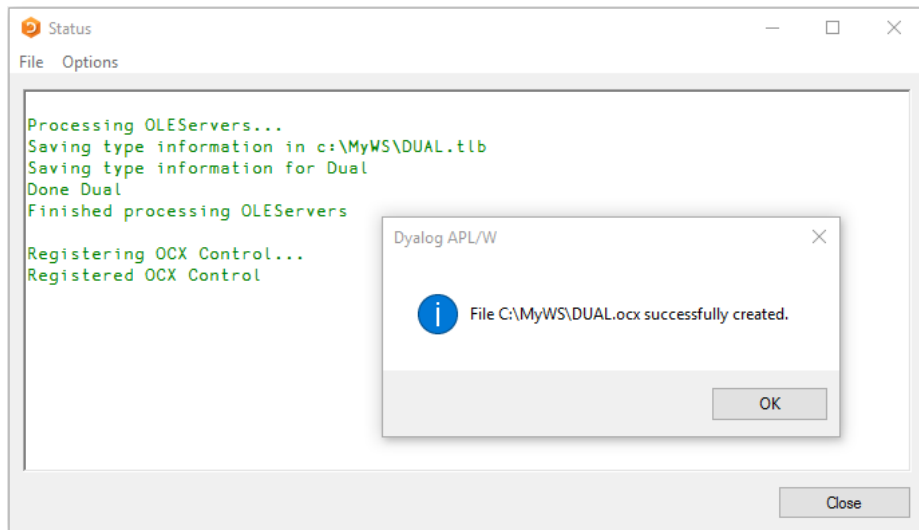 Status
File Options
Processing OLEServers...
Saving type information in c:\MyWS\DUAL.tlb
Saving type information for Dual
Done Dual
Finished processing OLEServers
Registering OCX Control...
Registered OCX Control
Dyalog APL/W
File C:\MyWS\DUAL.ocx successfully created.
OK
Close